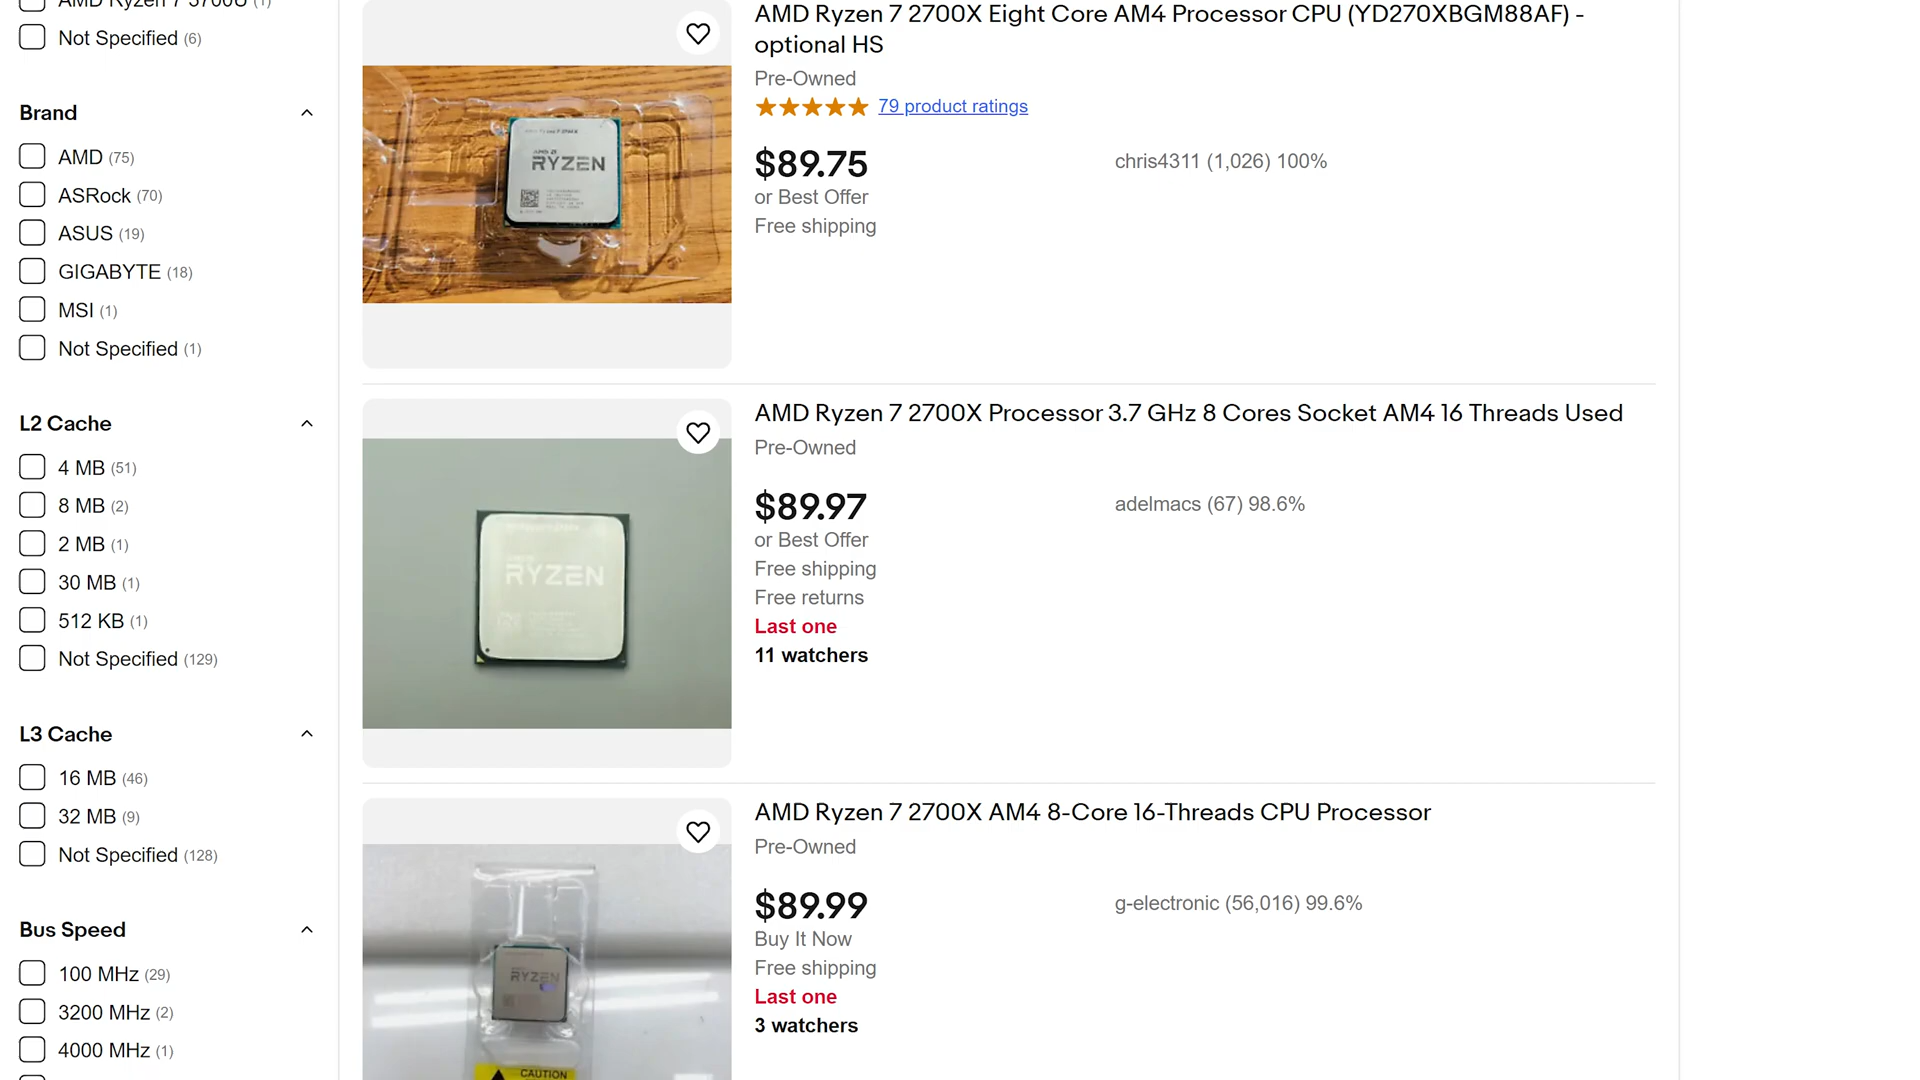 Not Specified (6)
Brand
AMD (75)
ASRock (70)
ASUS (19)
GIGABYTE (18)
MSI (1)
Not Specified (1)
L2 Cache
4 MB (51)
8 MB (2)
2 MB (1)
30 MB (1)
512 KB (1)
Not Specified (129)
L3 Cache
16 MB (46)
32 MB (9)
Not Specified (128)
Bus Speed
100 MHz (29)
3200 MHz (2)
4000 MHz (1)
AMD Ryzen 7 2700X Eight Core AM4 Processor CPU (YD270XBGM88AF) -
optional HS
Pre-Owned
79 product ratings
$89.75
or Best Offer
Free shipping
chris4311 (1,026) 100%
RYZEN
AMD Ryzen 7 2700X Processor 3.7 GHz 8 Cores Socket AM4 16 Threads Used
Pre-Owned
$89.97
or Best Offer
Free shipping
Free returns
Last one
11 watchers
adelmacs (67) 98.6%
RYZEN
AMD Ryzen 7 2700X AM4 8-Core 16-Threads CPU Processor
Pre-Owned
$89.99
Buy It Now
Free shipping
Last one
3 watchers
g-electronic (56,016) 99.6%
RYZEN
CAUTION